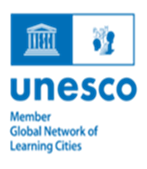 unesco
Member
Global Network of
Learning Cities